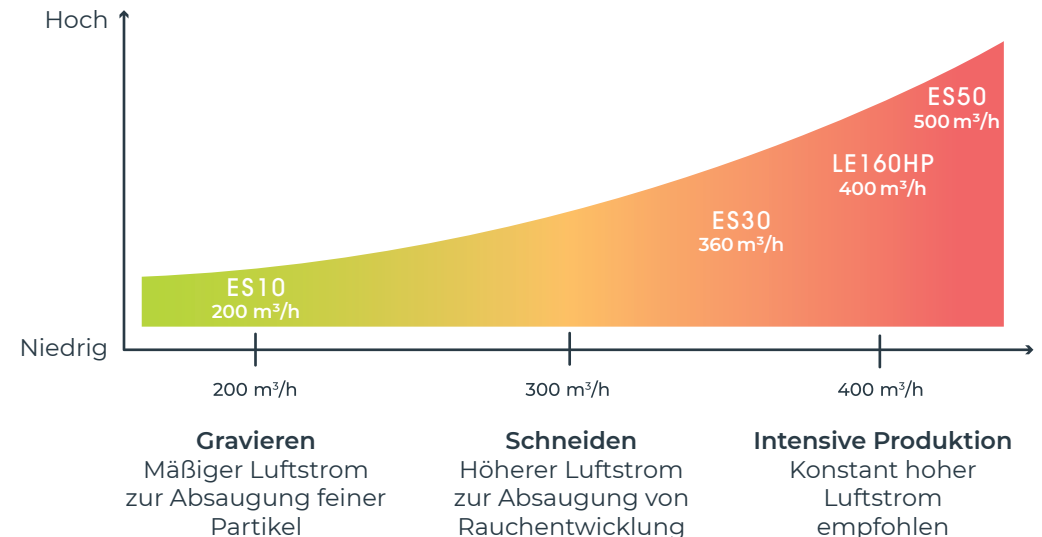 Hoch
ES50
500 m³/h
LE160HP
400 m³/h
ES30
360 m³/h
ES10
200 m³/h
Niedrig
200 m³/h
300 m³/h
400 m³/h
Gravieren
Mäßiger Luftstrom
zur Absaugung feiner
Partikel
Schneiden
Höherer Luftstrom
zur Absaugung von
Rauchentwicklung
Intensive Produktion
Konstant hoher
Luftstrom
empfohlen